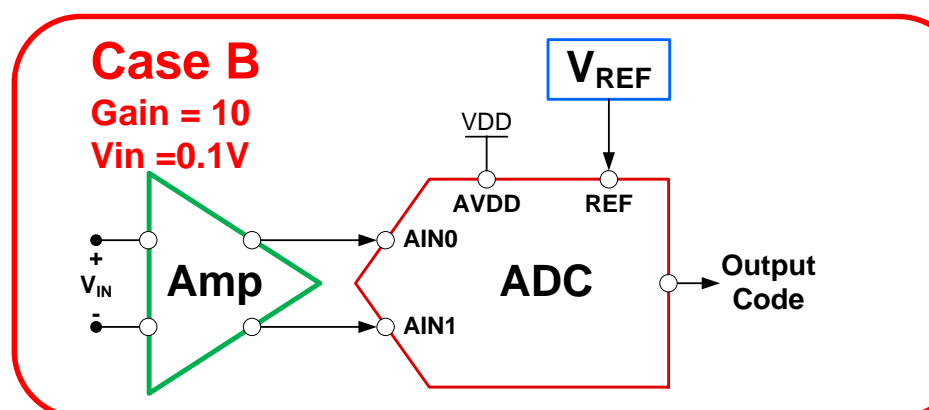 Case B
Gain = 10
Vin =0.1V
VREF
VDD
AVDD
REF
AIN0
+
VIN
-
Amp
ADC
AIN1
Output
Code